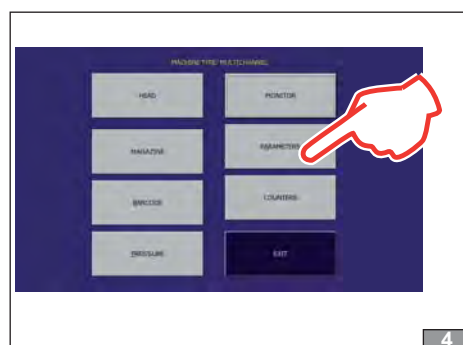 MACHINE TYPE: MULTICHANNEL
HEAD
MONITOR
MAGAZINE
PARAMETERS
BARCODE
COUNTERS
PRESSURE
EXIT
4